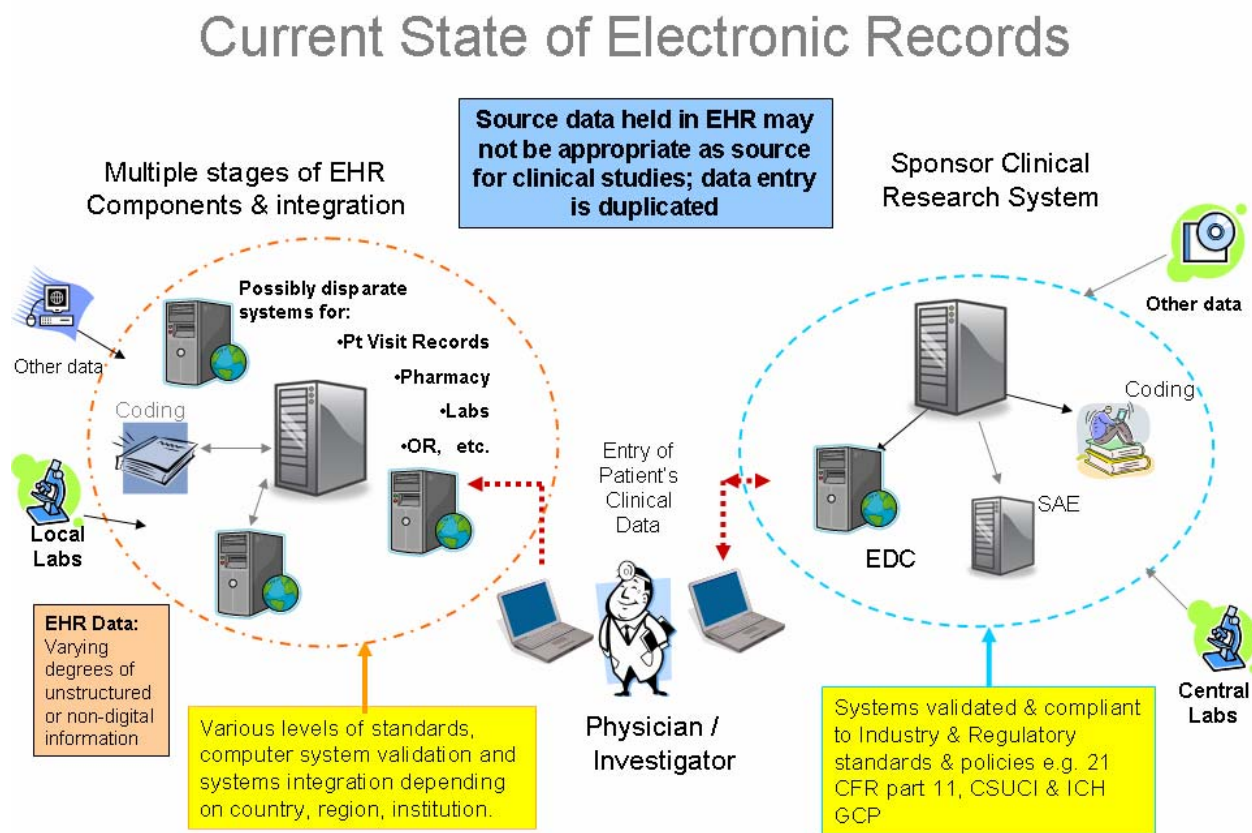 Current State of Electronic Records
Source data held in EHR may
not be appropriate as source
for clinical studies; data entry
is duplicated
Multiple stages of EHR
Components & integration
Sponsor Clinical
Research System
Possibly disparate
systems for:
•Pt Visit Records
•Pharmacy
•Labs
•OR, etc.
Other data
Coding
Local
Labs
Entry of
Patient's
Clinical
Data
Other data
Coding
SAE
EDC
Central
Labs
EHR Data:
Varying
degrees of
unstructured
or non-digital
information
Various levels of standards,
computer system validation and
systems integration depending
on country, region, institution.
Physician /
Investigator
Systems validated & compliant
to Industry & Regulatory
standards & policies e.g. 21
CFR part 11, CSUCI & ICH
GCP